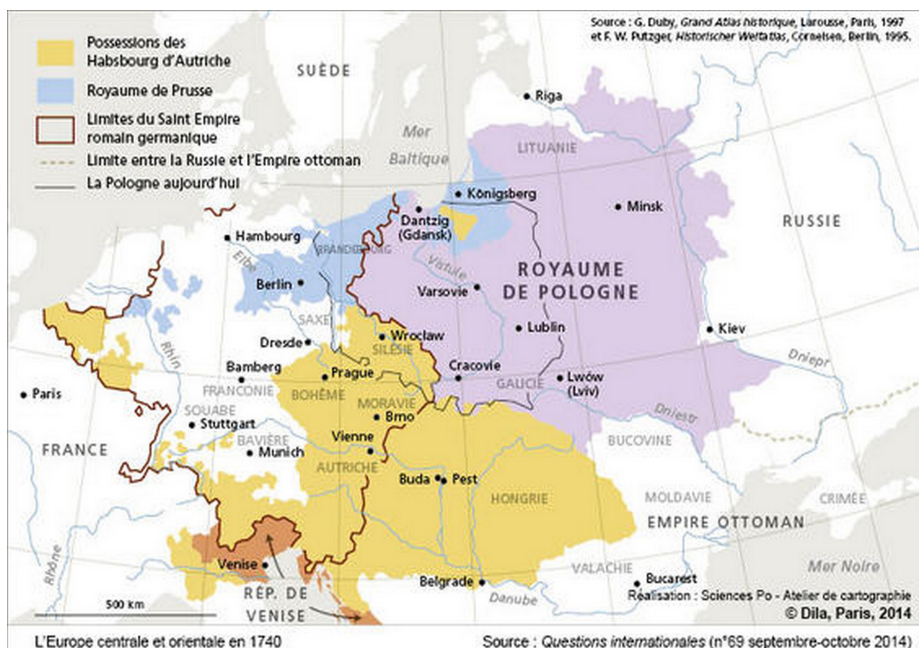 Source : G. Duby, Grand Atlas historique, Larousse, Paris, 1997
et F. W. Putzger, Historischer Weltatlas, Cornelsen, Berlin, 1995.
Possessions des
Habsbourg d'Autriche
Royaume de Prusse
Limites du Saint Empire
romain germanique
Limite entre la Russie et l'Empire ottoman
La Pologne aujourd'hui
SUÈDE
Riga
Mer
Baltique
LITUANIE
Königsberg
Minsk
RUSSIE
Dantzig
(Gdansk)
Hambourg
BRANDEBOURG
Elbe
Vistule
ROYAUME
DE POLOGNE
Berlin
Varsovie
SAXE
Lublin
Kiev
Dniepr
Rhin
Dresde
Wrocław
SILÉSIE
Bamberg
Prague
Cracovie
Lwów
(Lviv)
GALICIE
Paris
FRANCONIE
BOHÊME
MORAVIE
Dniestr
SOUABE
Stuttgart
Brno
BUCOVINE
FRANCE
BAVIÈRE
Munich
Vienne
AUTRICHE
Buda
Pest
HONGRIE
MOLDAVIE
CRIMÉE
EMPIRE OTTOMAN
Rhône
Venise
VALACHIE
Mer Noire
Belgrade
Bucarest
Danube
RÉP. DE
VENISE
500 km
Réalisation : Sciences Po - Atelier de cartographie
© Dila, Paris, 2014
L'Europe centrale et orientale en 1740
Source : Questions internationales (n°69 septembre-octobre 2014)